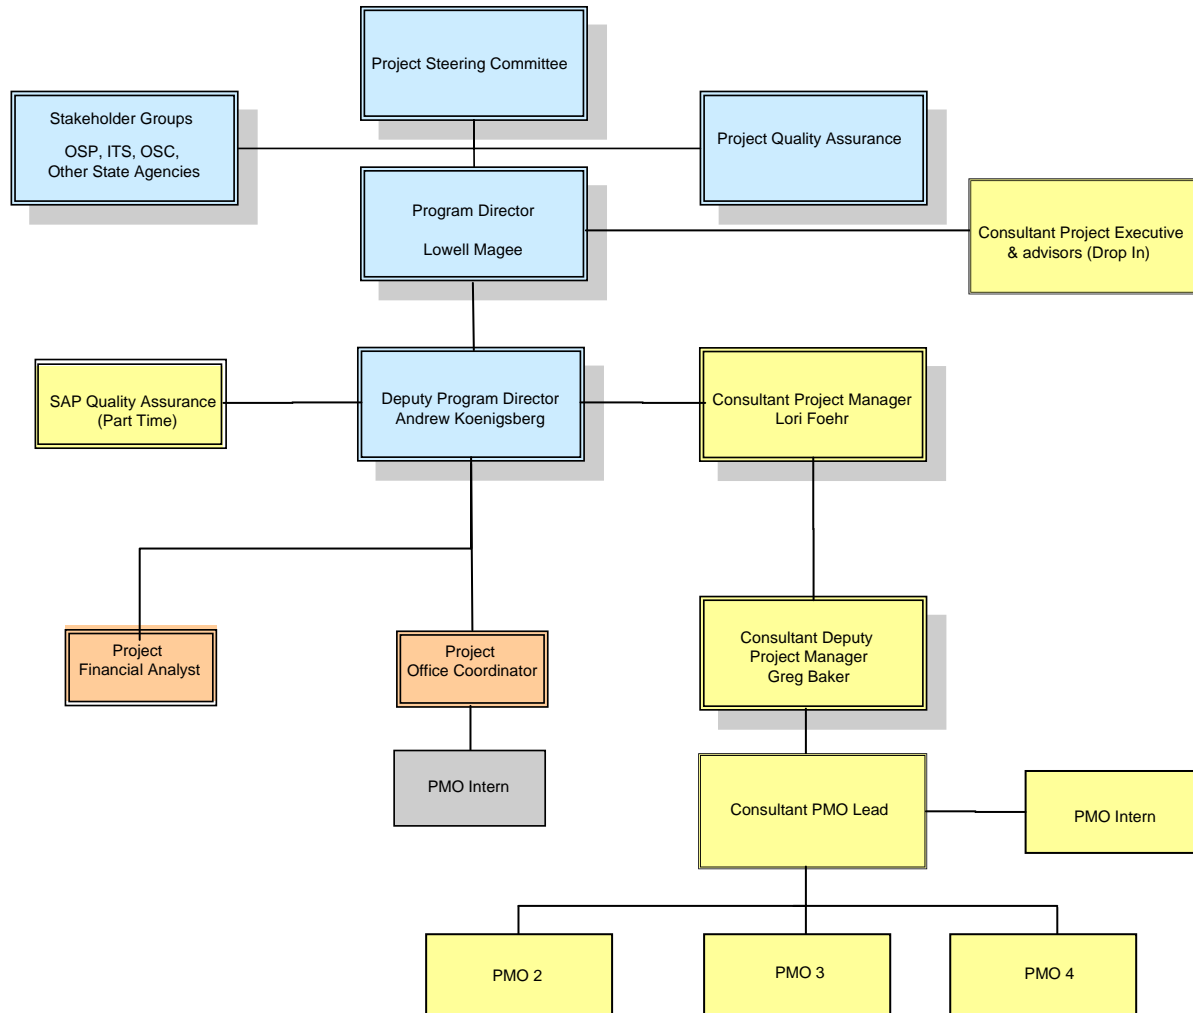 Project Steering Committee
Stakeholder Groups
OSP, ITS, OSC,
Other State Agencies
Project Quality Assurance
Program Director
Lowell Magee
Consultant Project Executive
& advisors (Drop In)
SAP Quality Assurance
(Part Time)
Deputy Program Director
Andrew Koenigsberg
Consultant Project Manager
Lori Foehr
Project
Financial Analyst
Project
Office Coordinator
Consultant Deputy
Project Manager
Greg Baker
PMO Intern
Consultant PMO Lead
PMO Intern
PMO 2
PMO 3
PMO 4